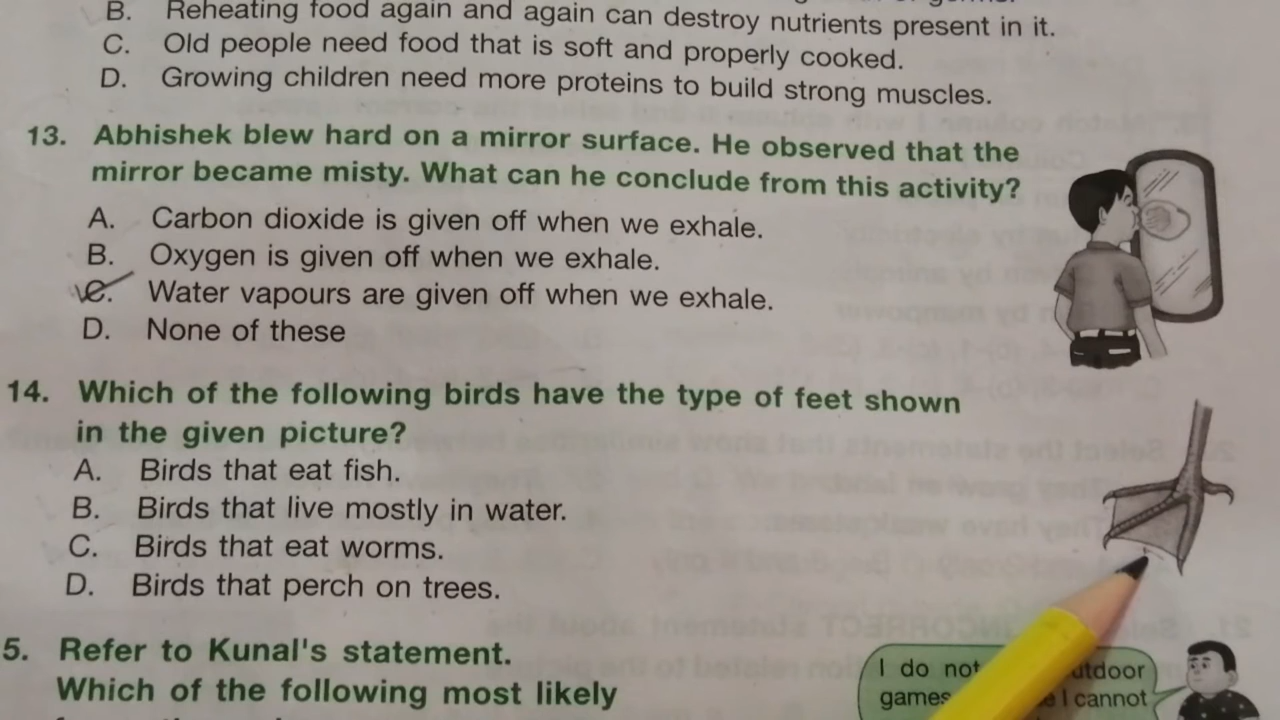 B. Reheating food again and again can destroy nutrients present in it.
C. Old people need food that is soft and properly cooked.
D. Growing children need more proteins to build strong muscles.
13. Abhishek blew hard on a mirror surface. He observed that the
mirror became misty. What can he conclude from this activity?
A. Carbon dioxide is given off when we exhale.
B. Oxygen is given off when we exhale.
C. Water vapours are given off when we exhale.
D. None of these
14. Which of the following birds have the type of feet shown
in the given picture?
A. Birds that eat fish.
B. Birds that live mostly in water.
C. Birds that eat worms.
D. Birds that perch on trees.
5. Refer to Kunal's statement.
Which of the following most likely
I do not
games
I cannot